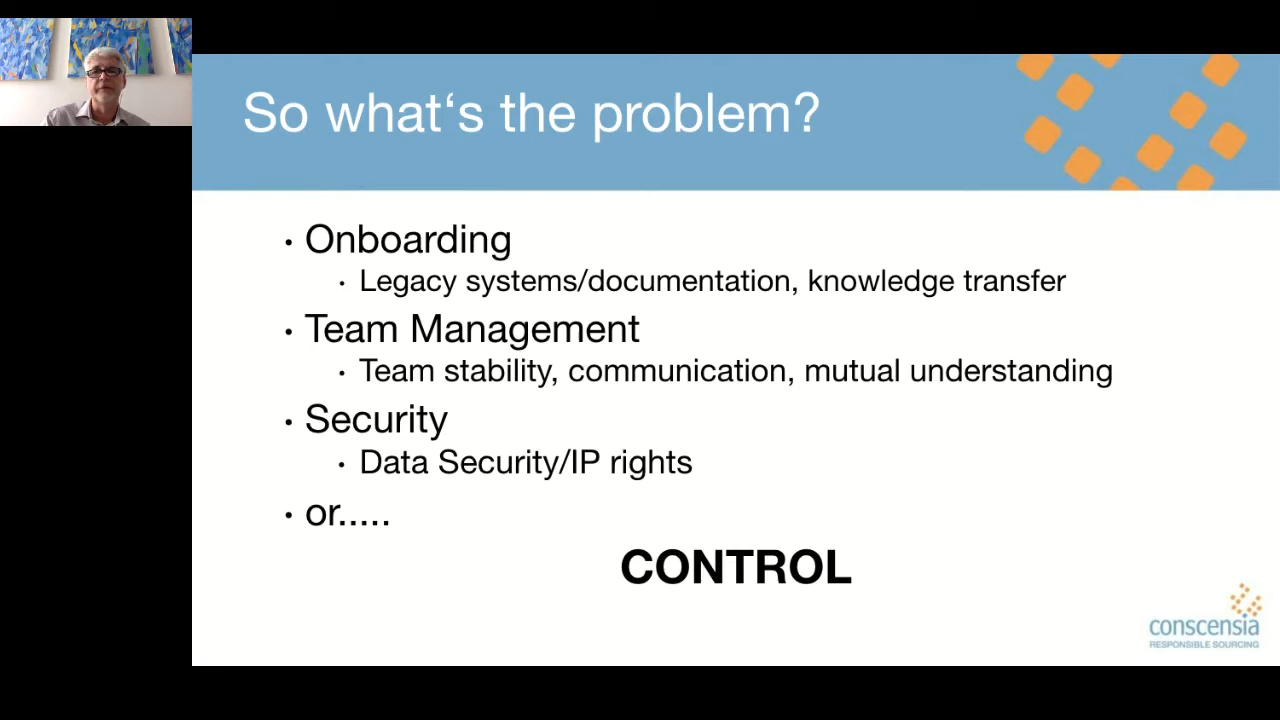 So what‘s the problem?
• Onboarding
• Legacy systems/documentation, knowledge transfer
• Team Management
• Team stability, communication, mutual understanding
• Security
• Data Security/IP rights
• or.....
CONTROL
conscensia
RESPONSIBLE SOURCING